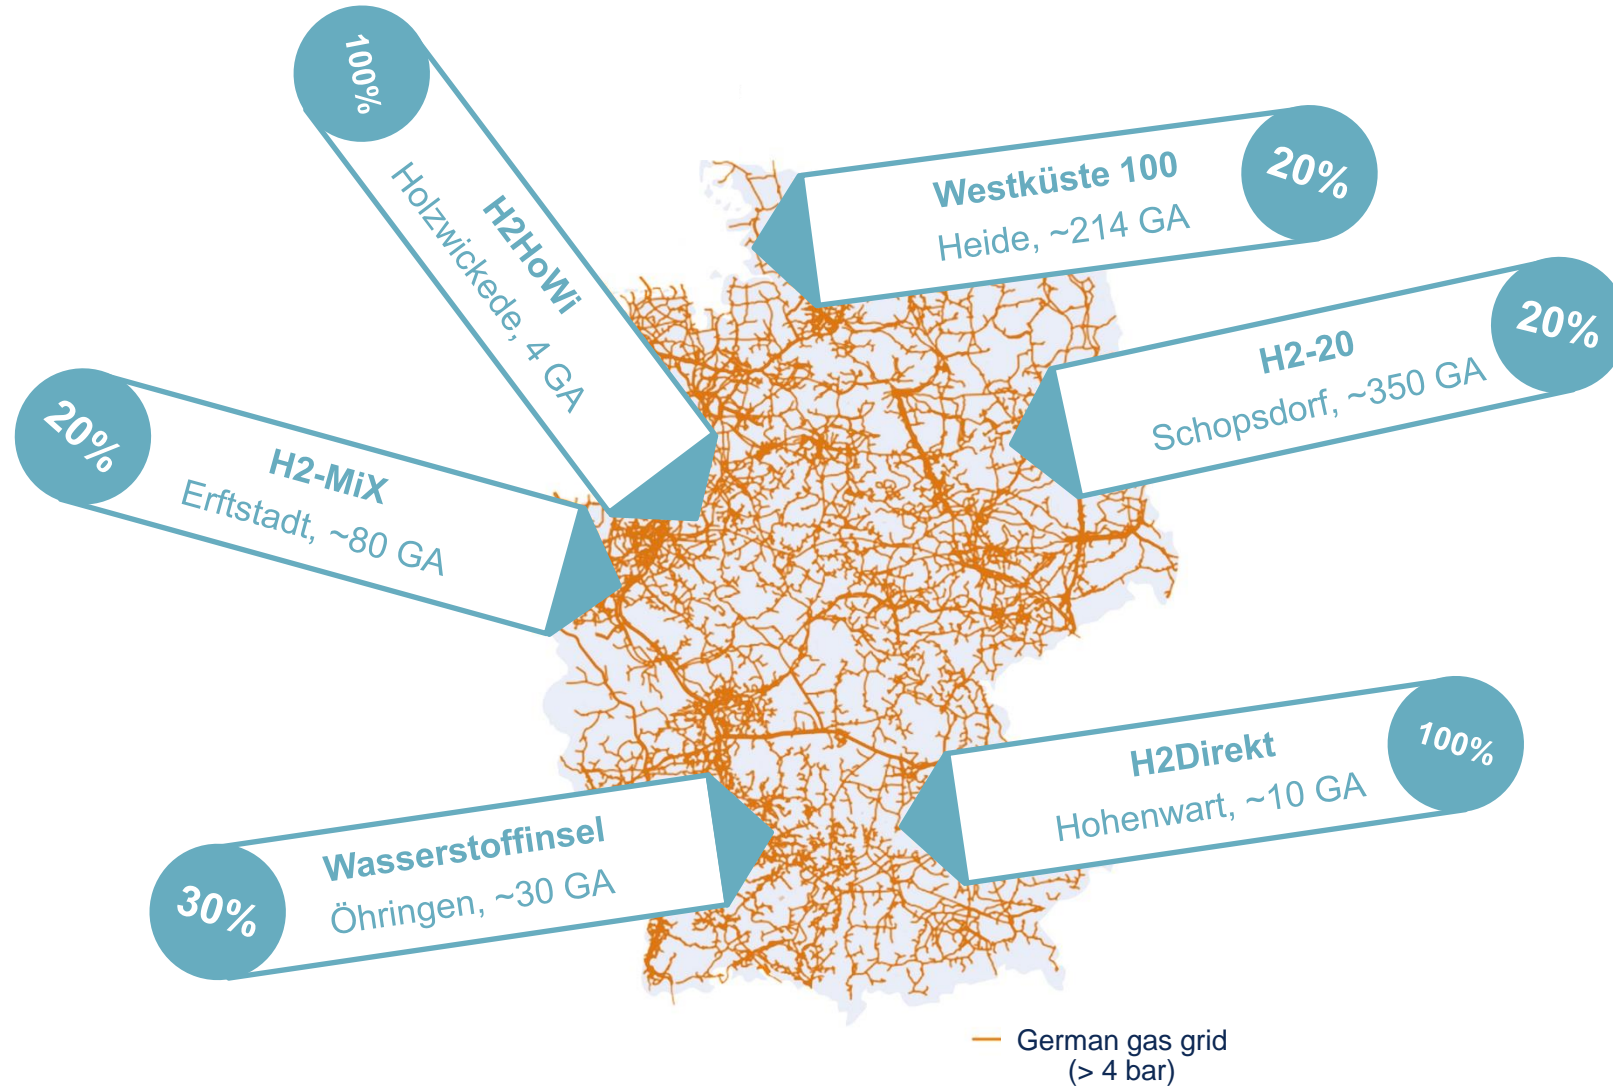 100%
H2HoWi
Holzwickede, 4 GA
Westküste 100
Heide, ~214 GA
20%
H2-20
Schopsdorf, ~350 GA
20%
20%
H2-MiX
Erftstadt, ~80 GA
H2Direkt
Hohenwart, ~10 GA
100%
Wasserstoffinsel
Öhringen, ~30 GA
30%
German gas grid
(> 4 bar)